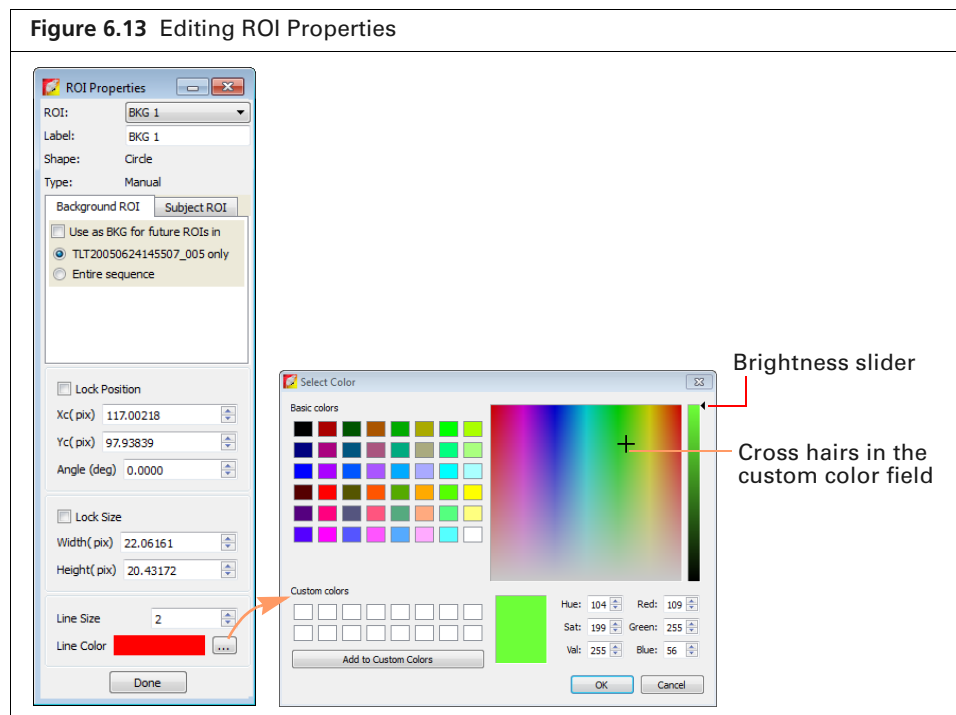 Figure 6.13 Editing ROI Properties
ROI Properties
ROI: BKG 1
Label: BKG 1
Shape: Circle
Type: Manual
Background ROI Subject ROI
Use as BKG for future ROIs in
TLT20050624145507_005 only
Entire sequence
Lock Position
Xc( pix) 117.00218
Yc( pix) 97.93839
Angle (deg) 0.0000
Lock Size
Width( pix) 22.06161
Height( pix) 20.43172
Line Size 2
Line Color ...
Done
Select Color
Basic colors
Custom colors
Add to Custom Colors
Hue: 104 Red: 109
Sat: 199 Green: 255
Val: 255 Blue: 56
OK Cancel
Brightness slider
Cross hairs in the
custom color field